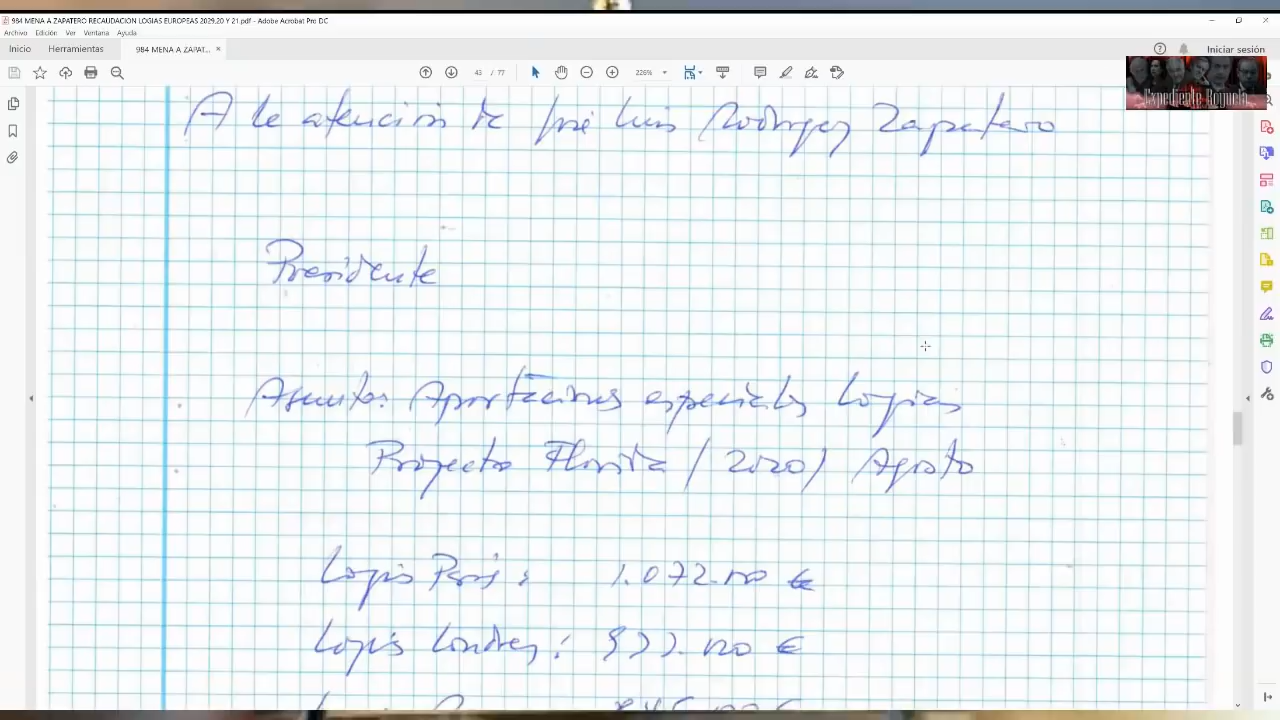 984 MENA A ZAPATERO RECAUDACION LOGIAS EUROPEAS 2029.20 Y 21.pdf - Adobe Acrobat Pro DC
Archivo Edición Ver Ventana Ayuda
Inicio Herramientas 984 MENA A ZAPAT... × Iniciar sesión
43 / 77 226%
Expediente Royuela
A la atención de José Luis Rodríguez Zapatero
Presidente
Asunto: Aportaciones especiales Logias
Proyecto Florida / 2020 / Agosto
Logia París: 1.072.000 €
Logia Londres: 000 €